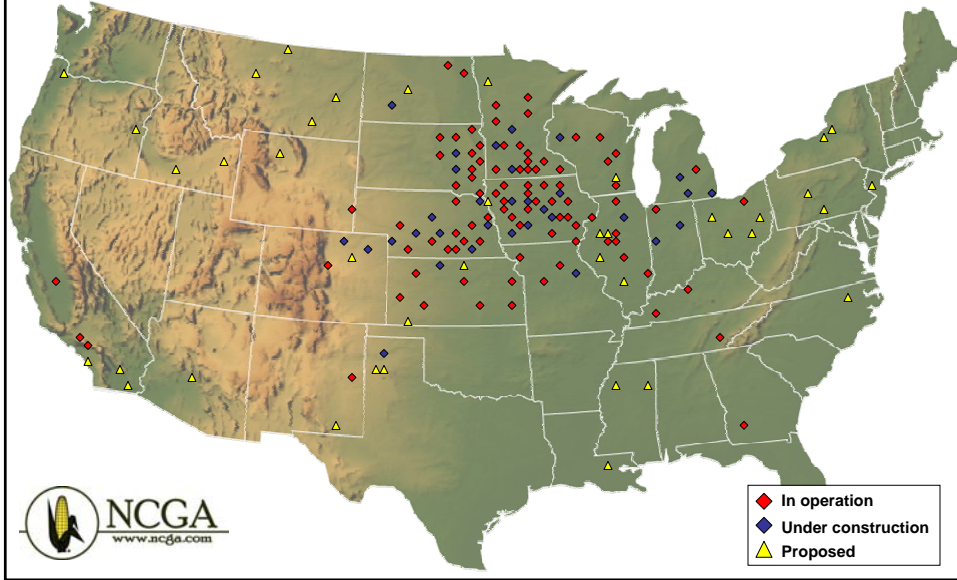 NCGA
www.ncga.com
In operation
Under construction
Proposed